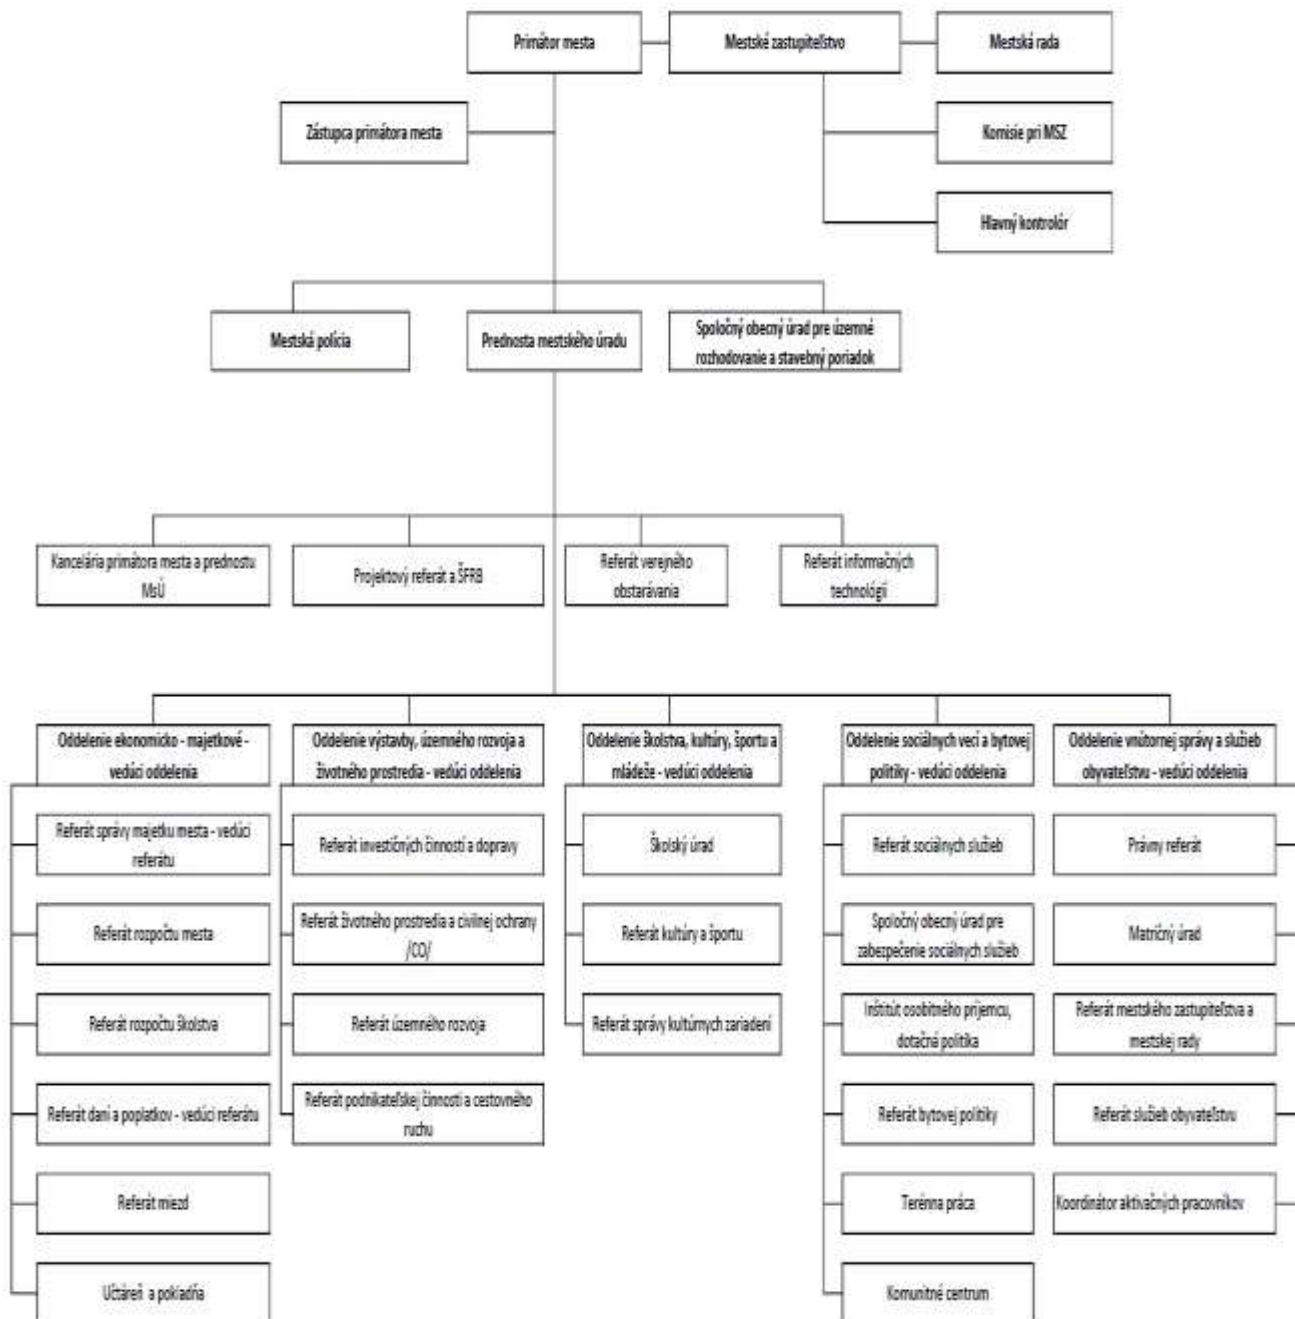 Primátor mesta
Mestské zastupiteľstvo
Mestská rada
Zástupca primátora mesta
Komisie pri MSZ
Hlavný kontrolór
Mestská polícia
Prednosta mestského úradu
Spoločný obecný úrad pre územné
rozhodovanie a stavebný poriadok
Kancelária primátora mesta a prednostu
MsÚ
Projektový referát a ŠFRB
Referát verejného
obstarávania
Referát informačných
technológií
Oddelenie ekonomicko - majetkové -
vedúci oddelenia
Oddelenie výstavby, územného rozvoja a
životného prostredia - vedúci oddelenia
Oddelenie školstva, kultúry, športu a
mládeže - vedúci oddelenia
Oddelenie sociálnych vecí a bytovej
politiky - vedúci oddelenia
Oddelenie vnútornej správy a služieb
obyvateľstvu - vedúci oddelenia
Referát správy majetku mesta - vedúci
referátu
Referát investičných činností a dopravy
Školský úrad
Referát sociálnych služieb
Právny referát
Referát rozpočtu mesta
Referát životného prostredia a civilnej ochrany
/CO/
Referát kultúry a športu
Spoločný obecný úrad pre
zabezpečenie sociálnych služieb
Matričný úrad
Referát rozpočtu školstva
Referát územného rozvoja
Referát správy kultúrnych zariadení
Inštitút osobitného príjemcu,
dotačná politika
Referát mestského zastupiteľstva a
mestskej rady
Referát daní a poplatkov - vedúci referátu
Referát podnikateľskej činnosti a cestovného
ruchu
Referát bytovej politiky
Referát služieb obyvateľstvu
Referát miezd
Terénna práca
Koordinátor aktivačných pracovníkov
Učtáreň a pokladňa
Komunitné centrum